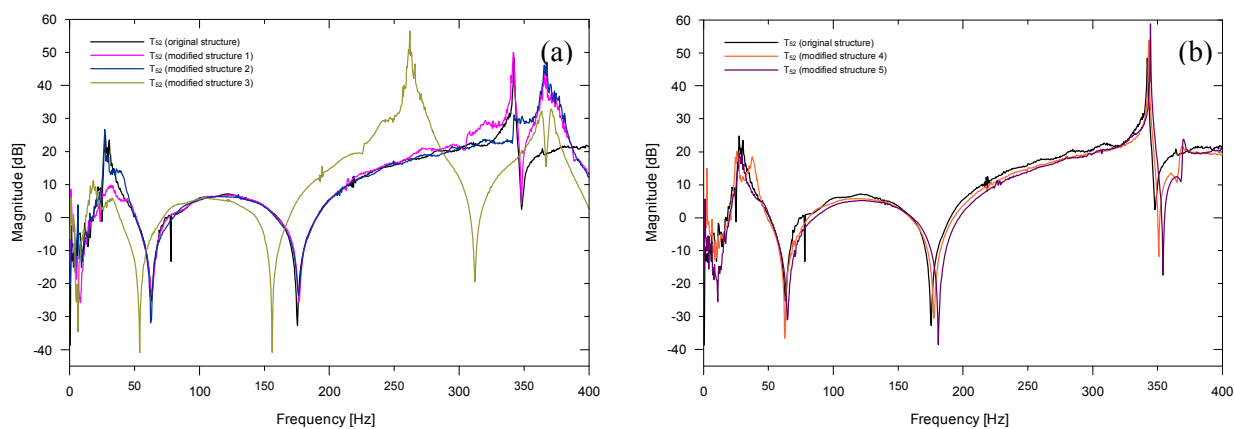 60
50
40
30
20
10
0
-10
-20
-30
-40
Magnitude [dB]
T52 (original structure)
T52 (modified structure 1)
T52 (modified structure 2)
T52 (modified structure 3)
(a)
0 50 100 150 200 250 300 350 400
Frequency [Hz]
60
50
40
30
20
10
0
-10
-20
-30
-40
Magnitude [dB]
T52 (original structure)
T52 (modified structure 4)
T52 (modified structure 5)
(b)
0 50 100 150 200 250 300 350 400
Frequency [Hz]